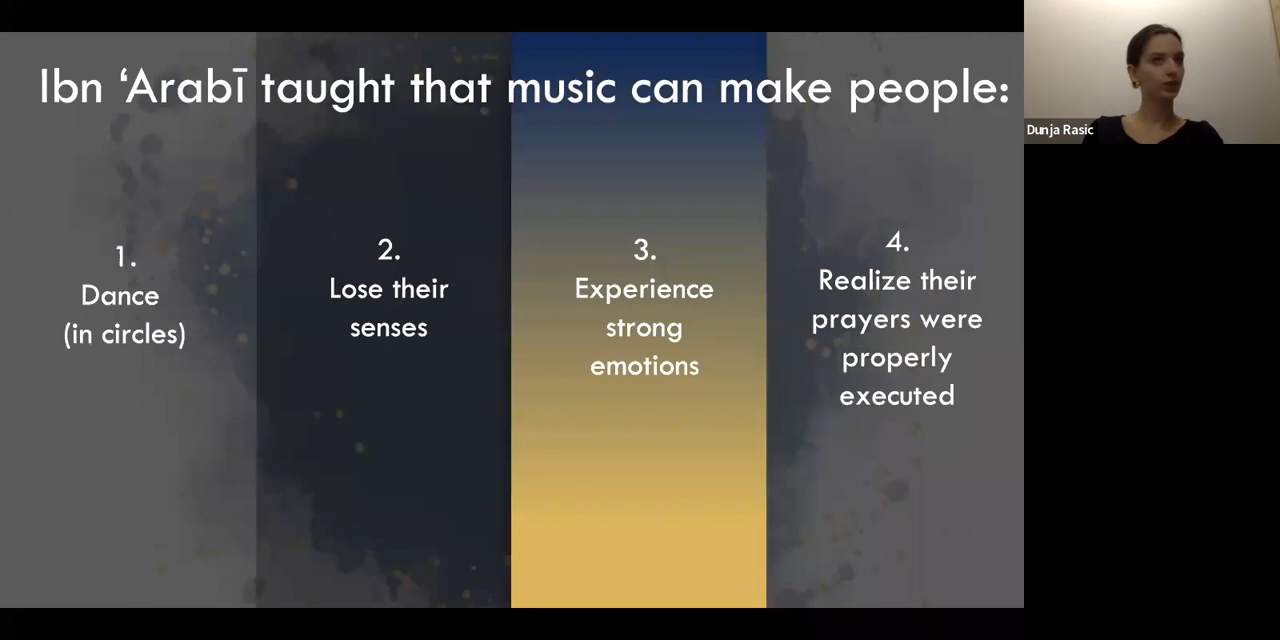 Ibn ‘Arabī taught that music can make people:
Dunja Rasic
1.
Dance
(in circles)
2.
Lose their
senses
3.
Experience
strong
emotions
4.
Realize their
prayers were
properly
executed